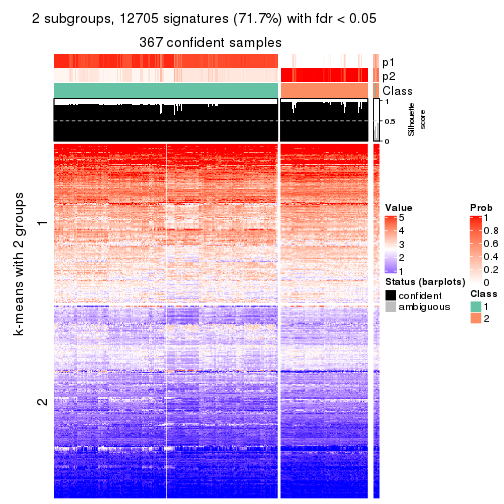 2 subgroups, 12705 signatures (71.7%) with fdr < 0.05
367 confident samples
p1
p2
Class
1
0.5
0
Silhouette
score
k-means with 2 groups
1
2
Value
5
4
3
2
1
Prob
1
0.8
0.6
0.4
0.2
0
Status (barplots)
confident
ambiguous
Class
1
2